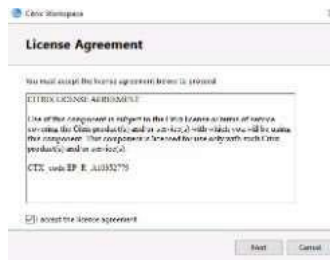 Citrix Workspace
License Agreement
You must accept the license agreement below to proceed.
CITRIX LICENSE AGREEMENT
Use of this component is subject to the Citrix license or terms of service
covering the Citrix product(s) and/or service(s) with which you will be using
this component. This component is licensed for use only with such Citrix
product(s) and/or service(s).
CTX_code EP_R_A10352779
I accept the license agreement
Next
Cancel